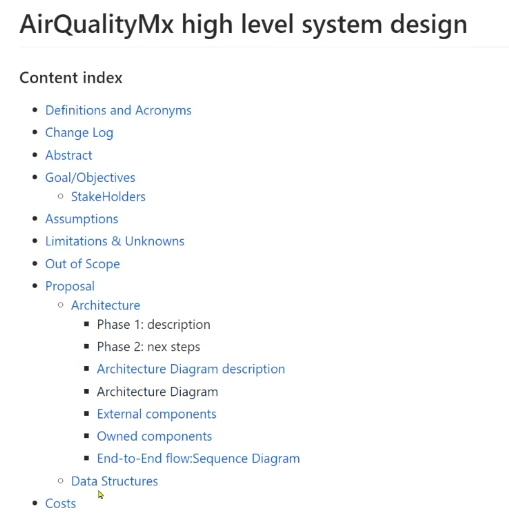 AirQualityMx high level system design
Content index
Definitions and Acronyms
Change Log
Abstract
Goal/Objectives
StakeHolders
Assumptions
Limitations & Unknowns
Out of Scope
Proposal
Architecture
Phase 1: description
Phase 2: nex steps
Architecture Diagram description
Architecture Diagram
External components
Owned components
End-to-End flow:Sequence Diagram
Data Structures
Costs